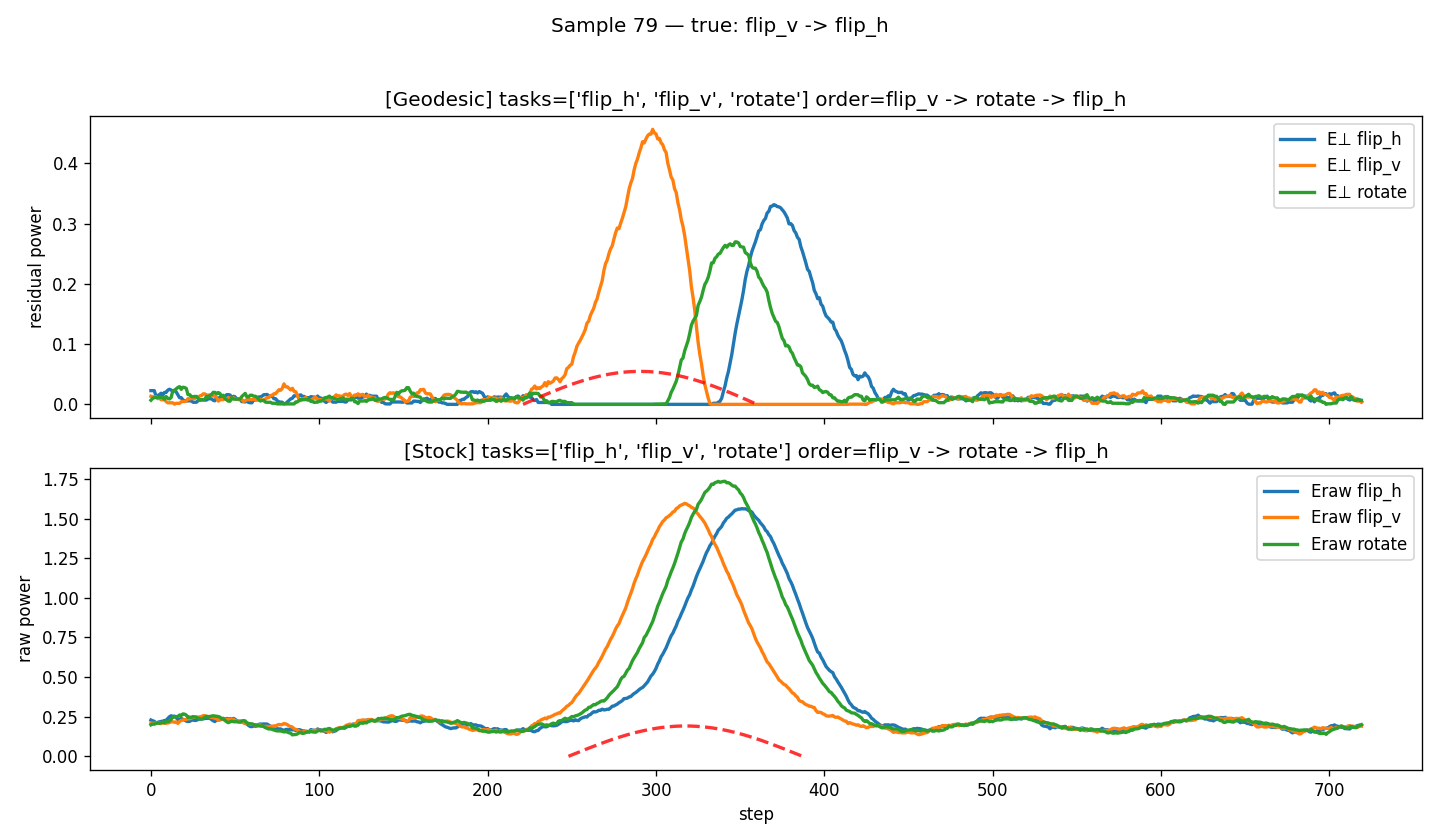 Sample 79 — true: flip_v -> flip_h
[Geodesic] tasks=['flip_h', 'flip_v', 'rotate'] order=flip_v -> rotate -> flip_h
residual power
0.4
0.3
0.2
0.1
0.0
E⊥ flip_h
E⊥ flip_v
E⊥ rotate
[Stock] tasks=['flip_h', 'flip_v', 'rotate'] order=flip_v -> rotate -> flip_h
raw power
1.75
1.50
1.25
1.00
0.75
0.50
0.25
0.00
Eraw flip_h
Eraw flip_v
Eraw rotate
0 100 200 300 400 500 600 700
step